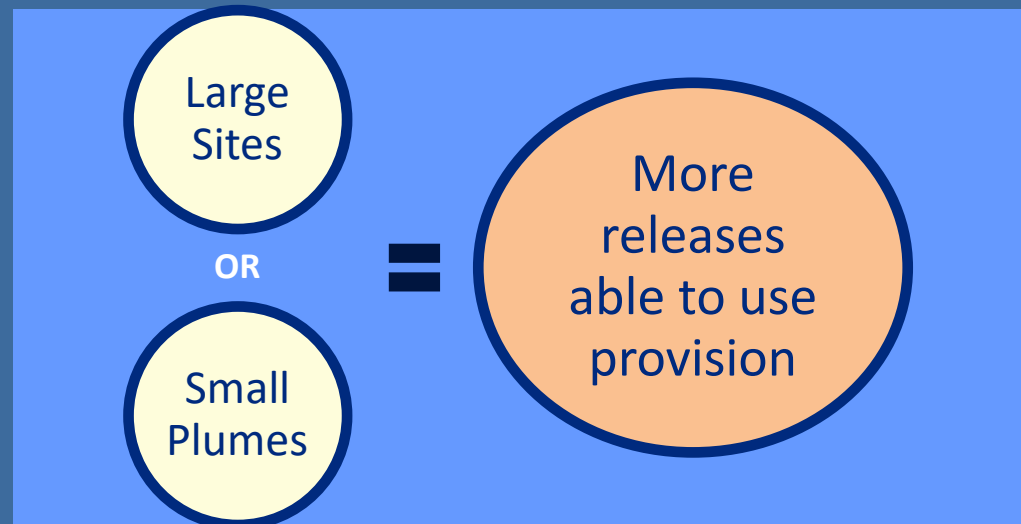 Large
Sites
OR
Small
Plumes
=
More
releases
able to use
provision